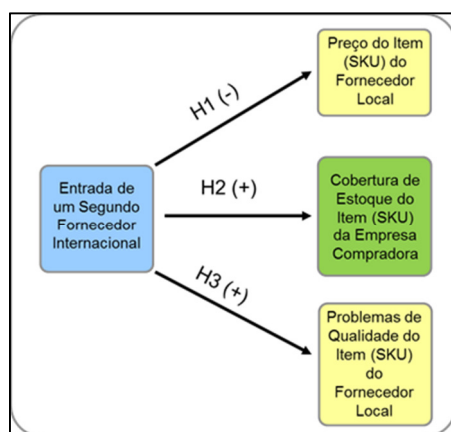 Preço do Item
(SKU) do
Fornecedor
Local
H1 (-)
Entrada de
um Segundo
Fornecedor
Internacional
H2 (+)
Cobertura de
Estoque do
Item (SKU)
da Empresa
Compradora
H3 (+)
Problemas de
Qualidade do
Item (SKU)
do
Fornecedor
Local